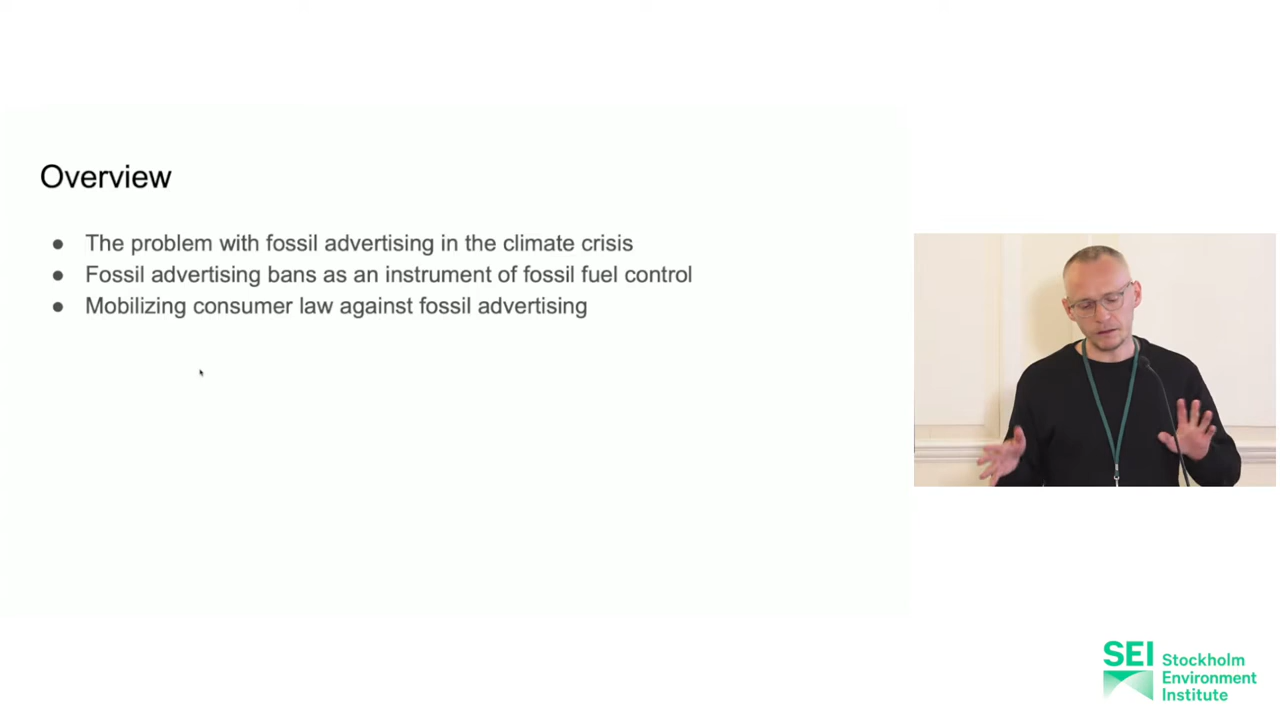 Overview
● The problem with fossil advertising in the climate crisis
● Fossil advertising bans as an instrument of fossil fuel control
● Mobilizing consumer law against fossil advertising
SEI Stockholm
Environment
Institute